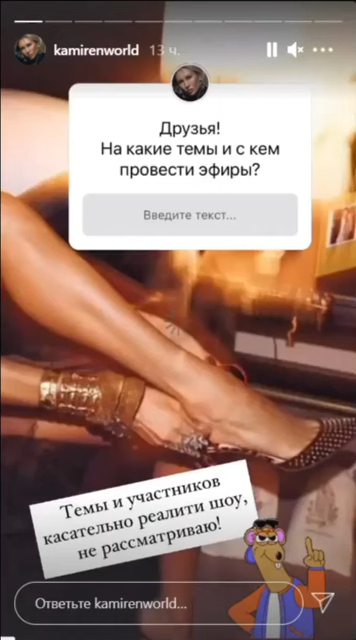 kamirenworld 13 ч.
Друзья!
На какие темы и с кем
провести эфиры?
Введите текст...
Темы и участников
касательно реалити шоу,
не рассматриваю!
Ответьте kamirenworld...